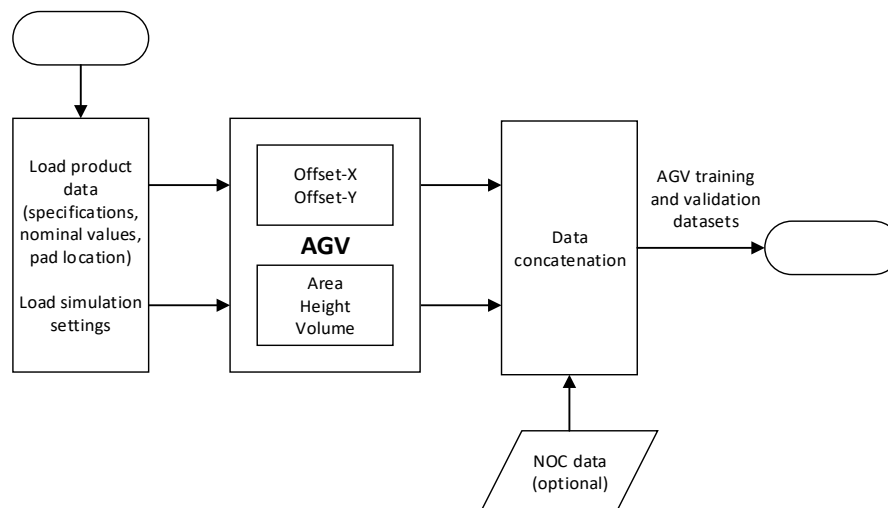 Load product
data
(specifications,
nominal values,
pad location)
Load simulation
settings
Offset-X
Offset-Y
AGV
Area
Height
Volume
Data
concatenation
AGV training
and validation
datasets
NOC data
(optional)